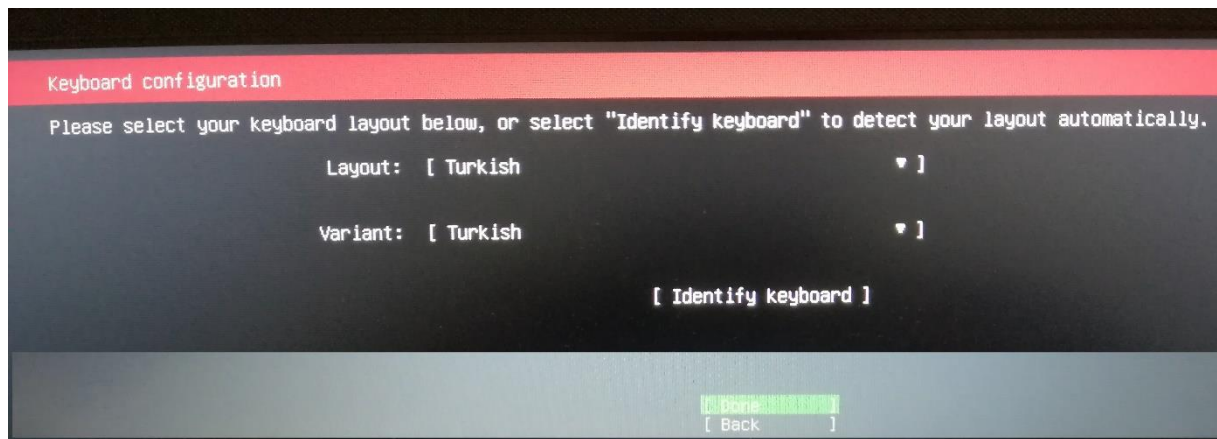 Keyboard configuration
Please select your keyboard layout below, or select "Identify keyboard" to detect your layout automatically.
Layout: [ Turkish ▼ ]
Variant: [ Turkish ▼ ]
[ Identify keyboard ]
[ Done ]
[ Back ]